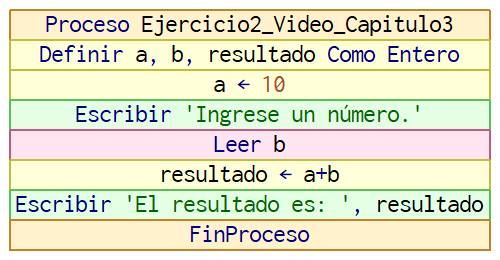 Proceso Ejercicio2_Video_Capitulo3
Definir a, b, resultado Como Entero
a ← 10
Escribir 'Ingrese un número.'
Leer b
resultado ← a+b
Escribir 'El resultado es: ', resultado
FinProceso